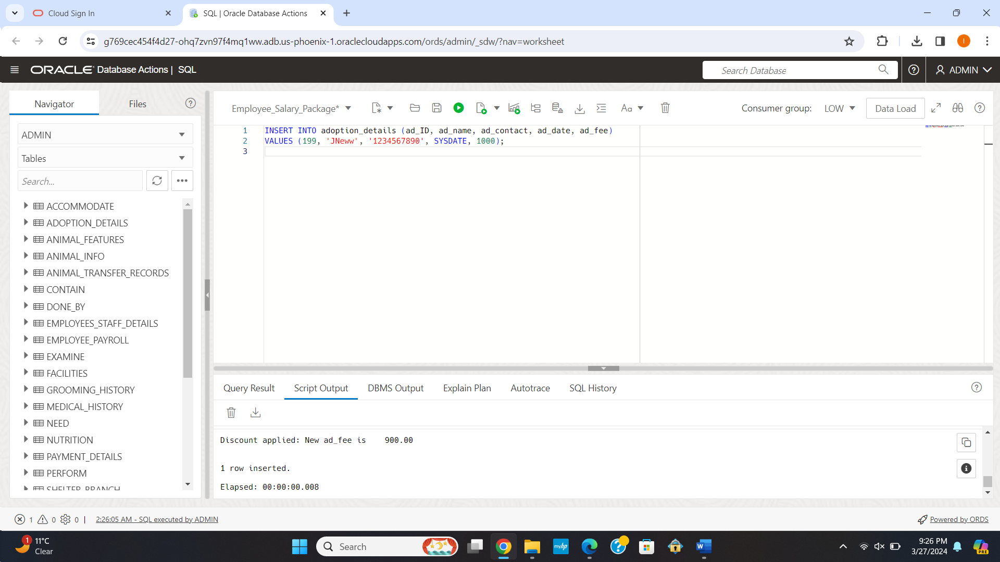 Cloud Sign In
SQL | Oracle Database Actions
g769cec454f4d27-ohq7zvn97f4mq1ww.adb.us-phoenix-1.oraclecloudapps.com/ords/admin/_sdw/?nav=worksheet
I
ORACLE Database Actions | SQL
Search Database
ADMIN
Navigator
Files
Employee_Salary_Package*
Aa
Consumer group: LOW
Data Load
ADMIN
Tables
Search...
ACCOMMODATE
ADOPTION_DETAILS
ANIMAL_FEATURES
ANIMAL_INFO
ANIMAL_TRANSFER_RECORDS
CONTAIN
DONE_BY
EMPLOYEES_STAFF_DETAILS
EMPLOYEE_PAYROLL
EXAMINE
FACILITIES
GROOMING_HISTORY
MEDICAL_HISTORY
NEED
NUTRITION
PAYMENT_DETAILS
PERFORM
SHELTER_BRANCH
1 INSERT INTO adoption_details (ad_ID, ad_name, ad_contact, ad_date, ad_fee)
2 VALUES (199, 'JNeww', '1234567890', SYSDATE, 1000);
3
Query Result Script Output DBMS Output Explain Plan Autotrace SQL History
Discount applied: New ad_fee is 900.00
1 row inserted.
Elapsed: 00:00:00.008
1 0 0 | 2:26:05 AM - SQL executed by ADMIN
Powered by ORDS
1
11°C
Clear
Search
myhp
W
9:26 PM
3/27/2024
PRE